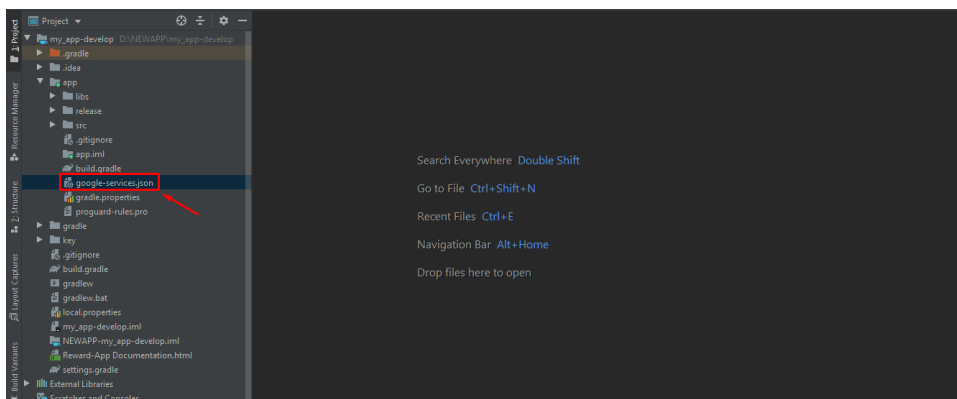 Project
my_app-develop D:\NEWAPP\my_app-develop
.gradle
.idea
app
libs
release
src
.gitignore
app.iml
build.gradle
google-services.json
gradle.properties
proguard-rules.pro
gradle
key
.gitignore
build.gradle
gradlew
gradlew.bat
local.properties
my_app-develop.iml
NEWAPP-my_app-develop.iml
Reward-App Documentation.html
settings.gradle
External Libraries
Scratches and Consoles
1: Project
Resource Manager
Z: Structure
Layout Captures
Build Variants
Search Everywhere Double Shift
Go to File Ctrl+Shift+N
Recent Files Ctrl+E
Navigation Bar Alt+Home
Drop files here to open